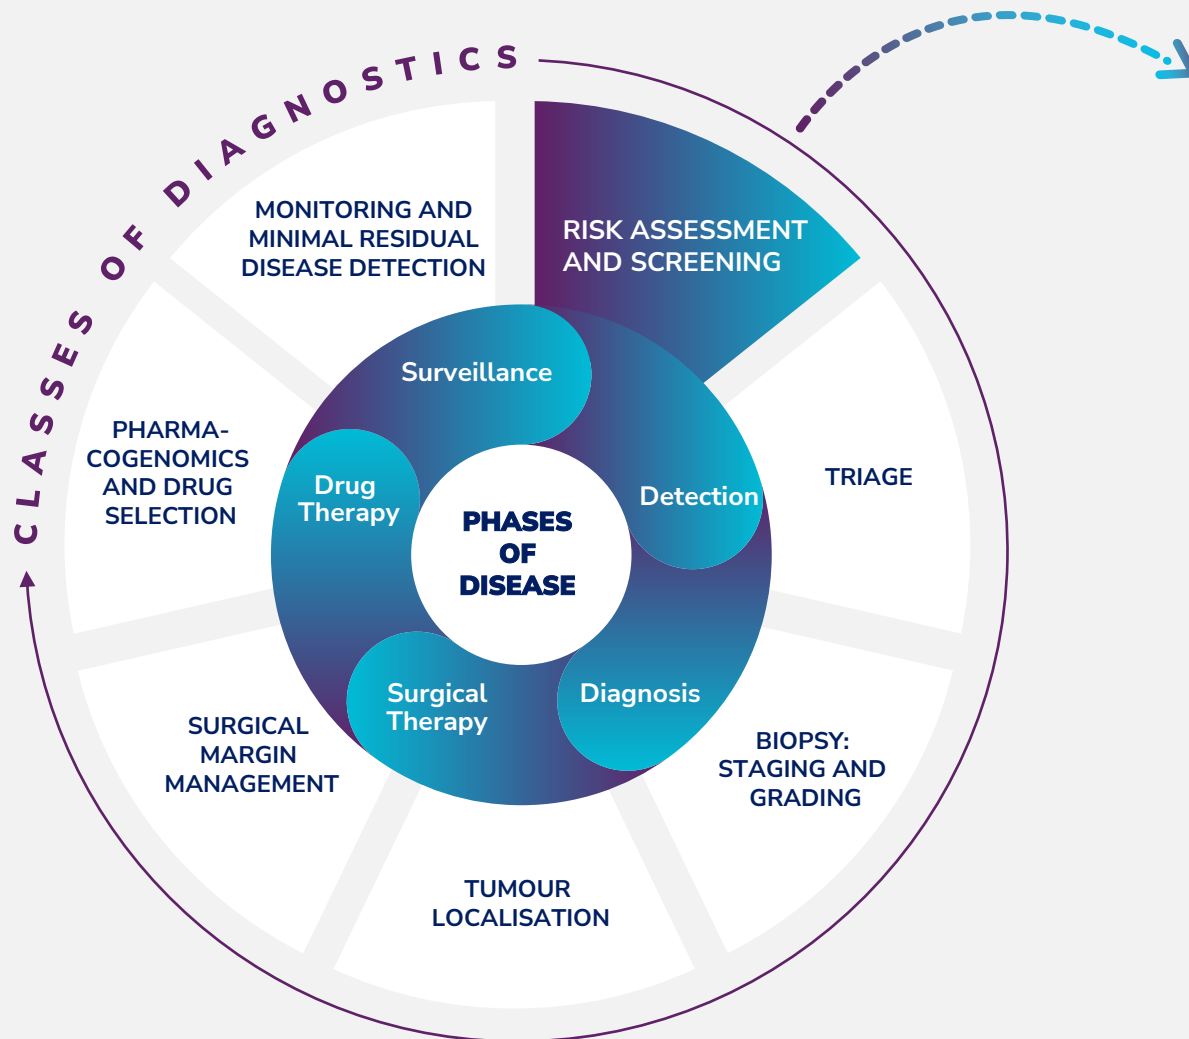 CLASSES OF DIAGNOSTICS
RISK ASSESSMENT
AND SCREENING
TRIAGE
BIOPSY:
STAGING AND
GRADING
TUMOUR
LOCALISATION
SURGICAL
MARGIN
MANAGEMENT
PHARMA-
COGENOMICS
AND DRUG
SELECTION
MONITORING AND
MINIMAL RESIDUAL
DISEASE DETECTION
Surveillance
Detection
Diagnosis
Surgical
Therapy
Drug
Therapy
PHASES
OF
DISEASE